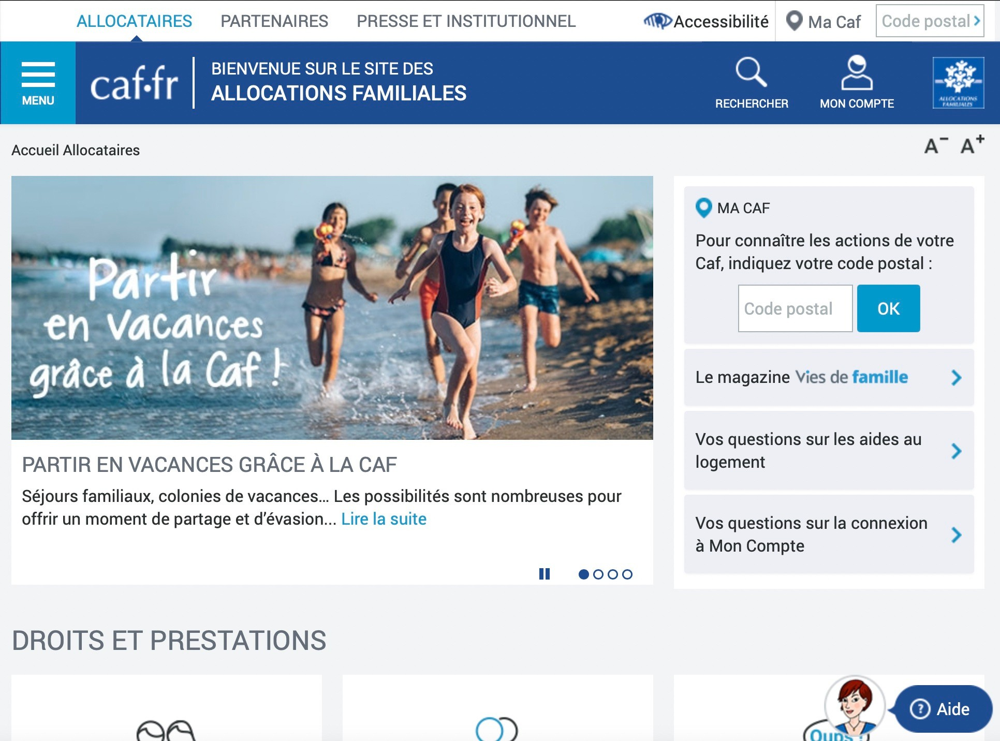 ALLOCATAIRES PARTENAIRES PRESSE ET INSTITUTIONNEL Accessibilité Ma Caf Code postal
MENU
caf.fr
BIENVENUE SUR LE SITE DES
ALLOCATIONS FAMILIALES
RECHERCHER
MON COMPTE
ALLOCATIONS
FAMILIALES
Accueil Allocataires
A- A+
Partir
en vacances
grâce à la Caf !
PARTIR EN VACANCES GRÂCE À LA CAF
Séjours familiaux, colonies de vacances... Les possibilités sont nombreuses pour
offrir un moment de partage et d’évasion... Lire la suite
MA CAF
Pour connaître les actions de votre
Caf, indiquez votre code postal :
Code postal OK
Le magazine Vies de famille
Vos questions sur les aides au
logement
Vos questions sur la connexion
à Mon Compte
DROITS ET PRESTATIONS
Oups !
? Aide